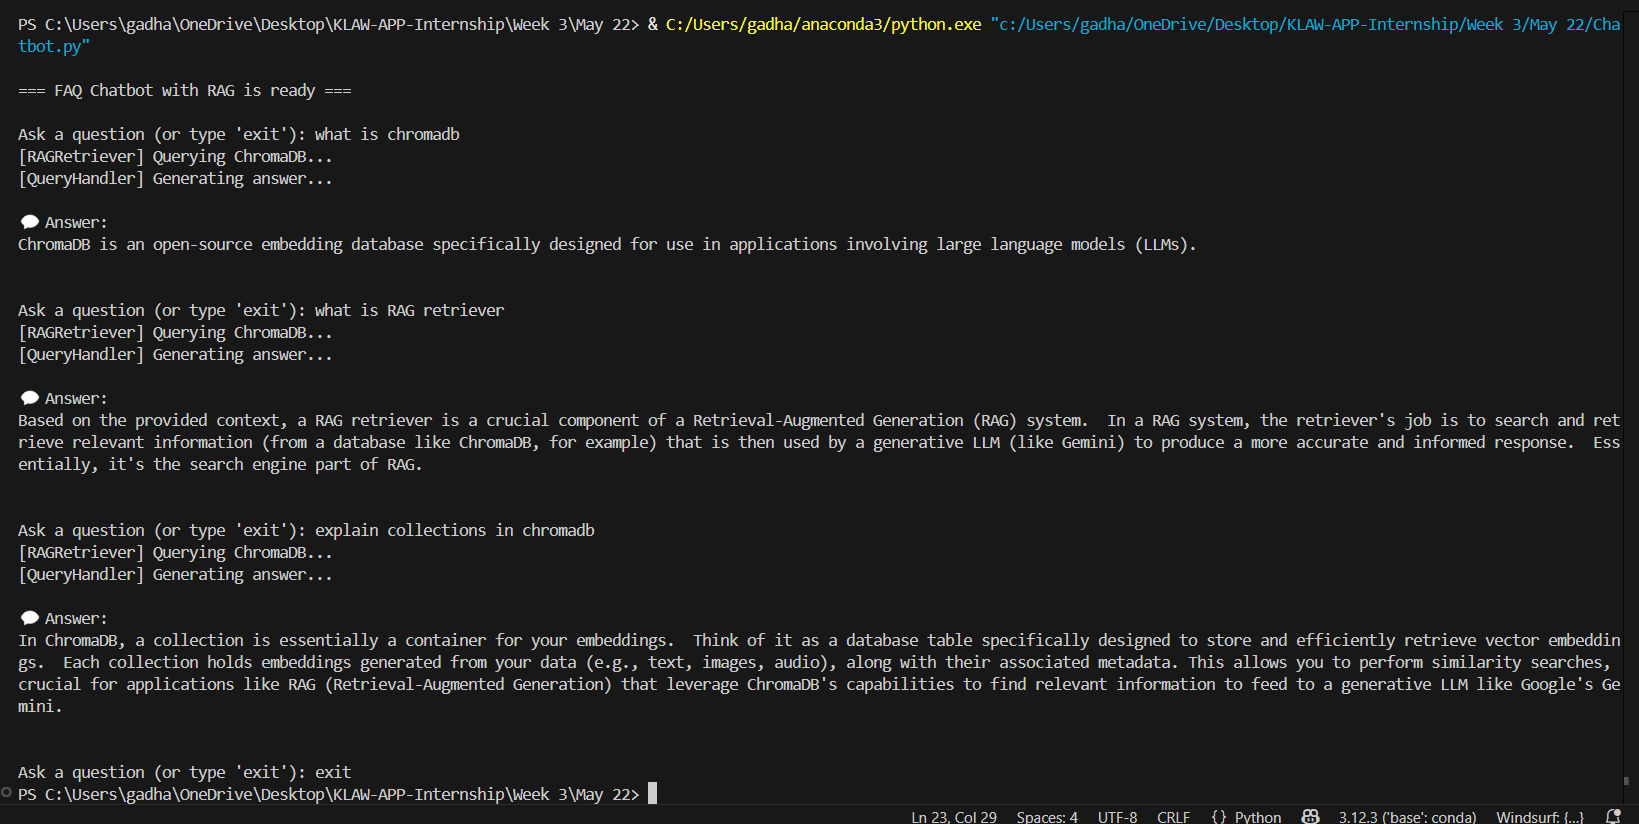 PS C:\Users\gadha\OneDrive\Desktop\KLAW-APP-Internship\Week 3\May 22> & C:/Users/gadha/anaconda3/python.exe "c:/Users/gadha/OneDrive/Desktop/KLAW-APP-Internship/Week 3/May 22/Cha
tbot.py"
=== FAQ Chatbot with RAG is ready ===
Ask a question (or type 'exit'): what is chromadb
[RAGRetriever] Querying ChromaDB...
[QueryHandler] Generating answer...
💬 Answer:
ChromaDB is an open-source embedding database specifically designed for use in applications involving large language models (LLMs).
Ask a question (or type 'exit'): what is RAG retriever
[RAGRetriever] Querying ChromaDB...
[QueryHandler] Generating answer...
💬 Answer:
Based on the provided context, a RAG retriever is a crucial component of a Retrieval-Augmented Generation (RAG) system.  In a RAG system, the retriever's job is to search and ret
rieve relevant information (from a database like ChromaDB, for example) that is then used by a generative LLM (like Gemini) to produce a more accurate and informed response.  Ess
entially, it's the search engine part of RAG.
Ask a question (or type 'exit'): explain collections in chromadb
[RAGRetriever] Querying ChromaDB...
[QueryHandler] Generating answer...
💬 Answer:
In ChromaDB, a collection is essentially a container for your embeddings.  Think of it as a database table specifically designed to store and efficiently retrieve vector embeddin
gs.  Each collection holds embeddings generated from your data (e.g., text, images, audio), along with their associated metadata. This allows you to perform similarity searches,
crucial for applications like RAG (Retrieval-Augmented Generation) that leverage ChromaDB's capabilities to find relevant information to feed to a generative LLM like Google's Ge
mini.
Ask a question (or type 'exit'): exit
PS C:\Users\gadha\OneDrive\Desktop\KLAW-APP-Internship\Week 3\May 22>
Ln 23, Col 29 Spaces: 4 UTF-8 CRLF {} Python 3.12.3 ('base': conda) Windsurf: {...}